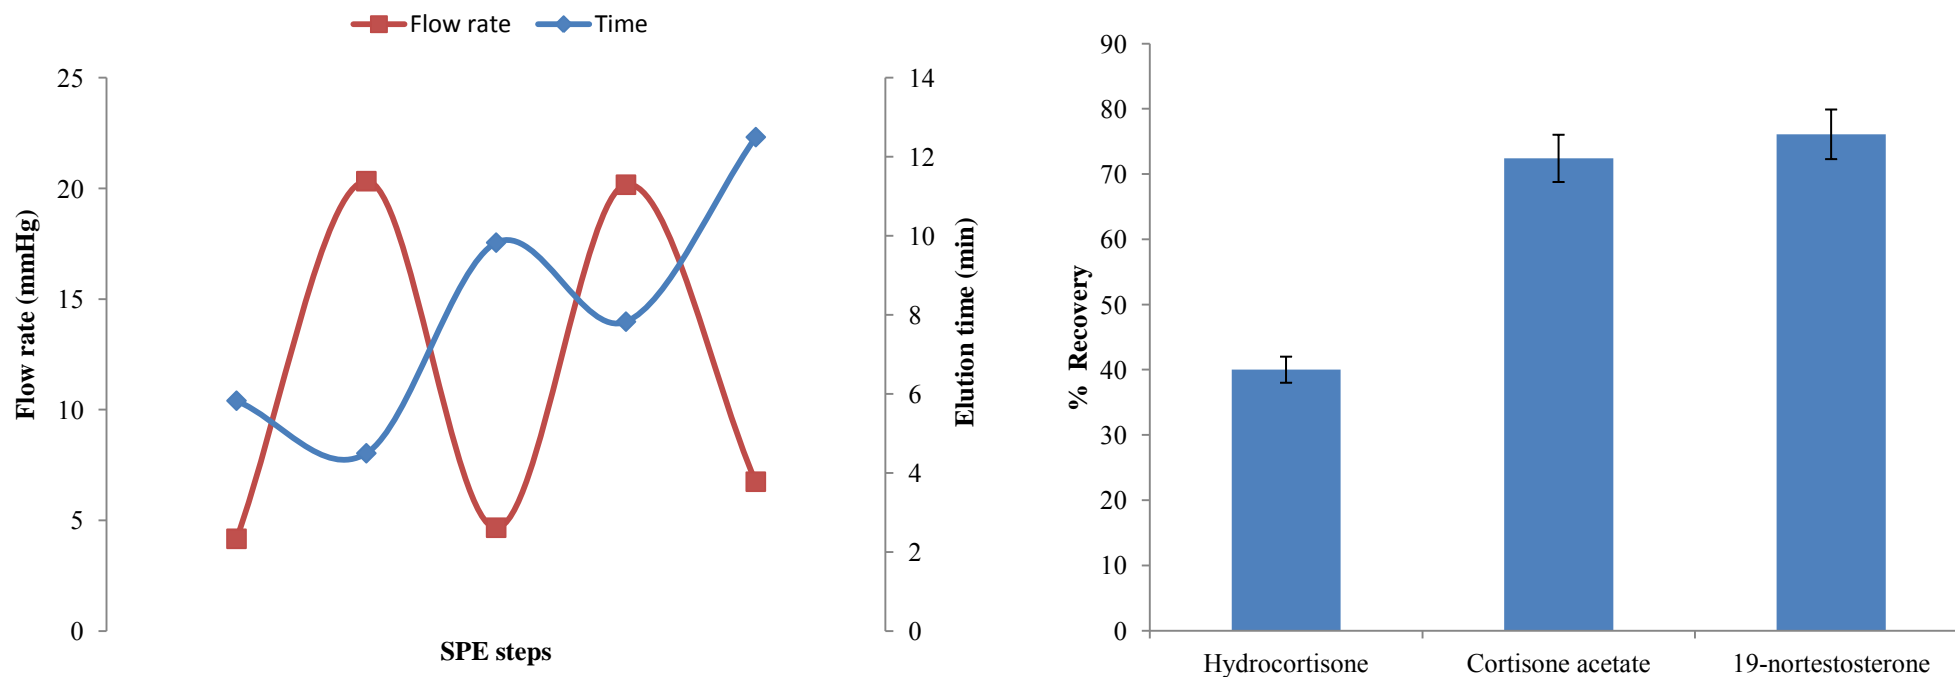 Flow rate
Time
25
20
15
10
5
0
Flow rate (mmHg)
14
12
10
8
6
4
2
0
Elution time (min)
SPE steps
90
80
70
60
50
40
30
20
10
0
% Recovery
Hydrocortisone
Cortisone acetate
19-nortestosterone